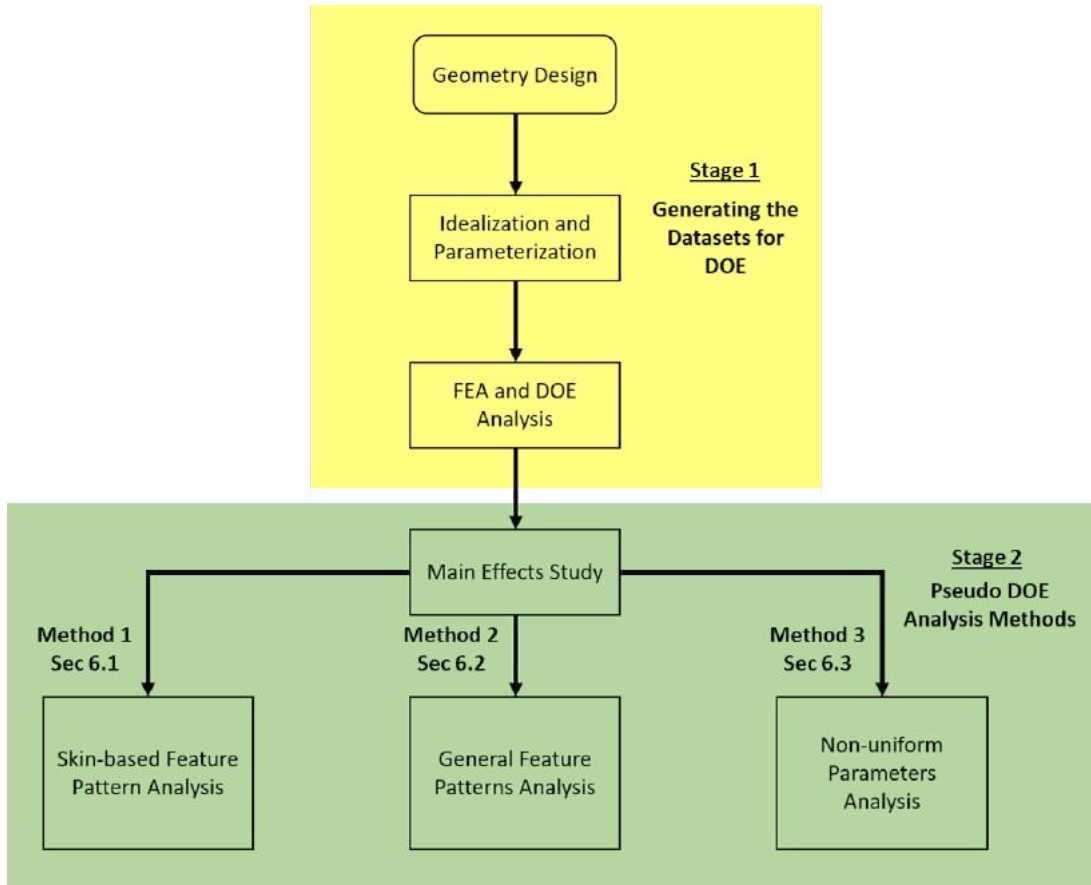 Geometry Design
Stage 1
Generating the
Datasets for
DOE
Idealization and
Parameterization
FEA and DOE
Analysis
Main Effects Study
Stage 2
Pseudo DOE
Analysis Methods
Method 1
Sec 6.1
Method 2
Sec 6.2
Method 3
Sec 6.3
Skin-based Feature
Pattern Analysis
General Feature
Patterns Analysis
Non-uniform
Parameters
Analysis